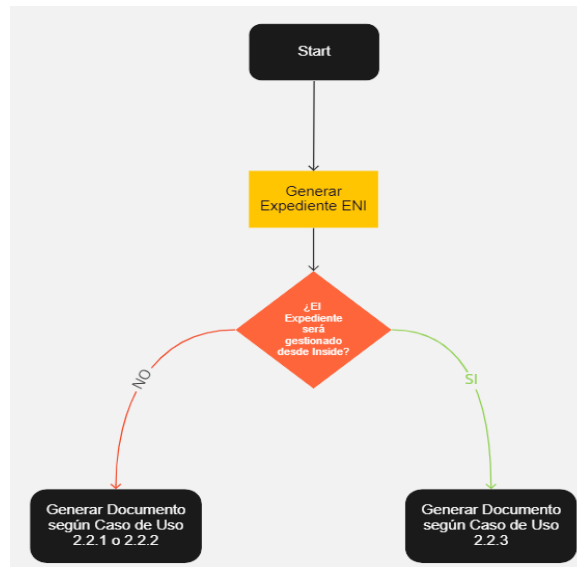 Start
Generar
Expediente ENI
¿El
Expediente
será
gestionado
desde Inside?
NO
SI
Generar Documento
según Caso de Uso
2.2.1 o 2.2.2
Generar Documento
según Caso de Uso
2.2.3